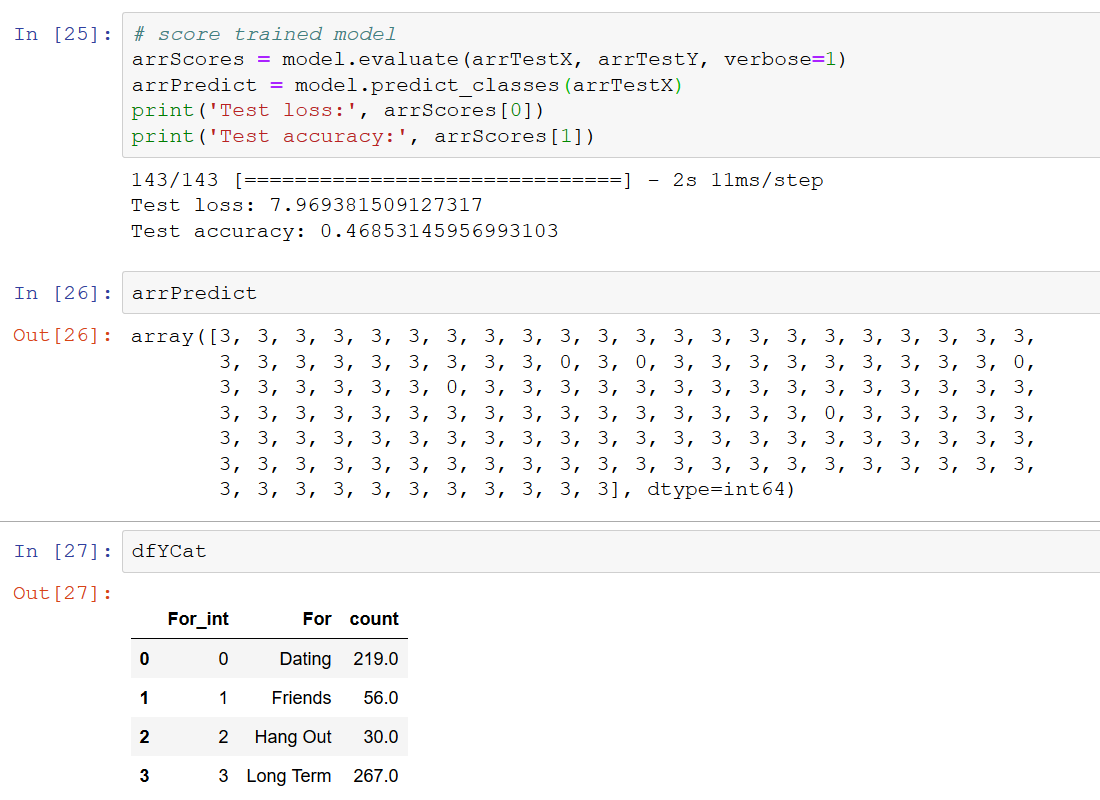 In [25]: # score trained model
arrScores = model.evaluate(arrTestX, arrTestY, verbose=1)
arrPredict = model.predict_classes(arrTestX)
print('Test loss:', arrScores[0])
print('Test accuracy:', arrScores[1])
143/143 [==============================] - 2s 11ms/step
Test loss: 7.969381509127317
Test accuracy: 0.46853145956993103
In [26]: arrPredict
Out[26]: array([3, 3, 3, 3, 3, 3, 3, 3, 3, 3, 3, 3, 3, 3, 3, 3, 3, 3, 3, 3, 3, 3,
3, 3, 3, 3, 3, 3, 3, 3, 3, 0, 3, 0, 3, 3, 3, 3, 3, 3, 3, 3, 3, 0,
3, 3, 3, 3, 3, 3, 0, 3, 3, 3, 3, 3, 3, 3, 3, 3, 3, 3, 3, 3, 3, 3,
3, 3, 3, 3, 3, 3, 3, 3, 3, 3, 3, 3, 3, 3, 3, 3, 0, 3, 3, 3, 3, 3,
3, 3, 3, 3, 3, 3, 3, 3, 3, 3, 3, 3, 3, 3, 3, 3, 3, 3, 3, 3, 3, 3,
3, 3, 3, 3, 3, 3, 3, 3, 3, 3, 3, 3, 3, 3, 3, 3, 3, 3, 3, 3, 3, 3,
3, 3, 3, 3, 3, 3, 3, 3, 3, 3, 3], dtype=int64)
In [27]: dfYCat
Out[27]:
For_int For count
0 0 Dating 219.0
1 1 Friends 56.0
2 2 Hang Out 30.0
3 3 Long Term 267.0